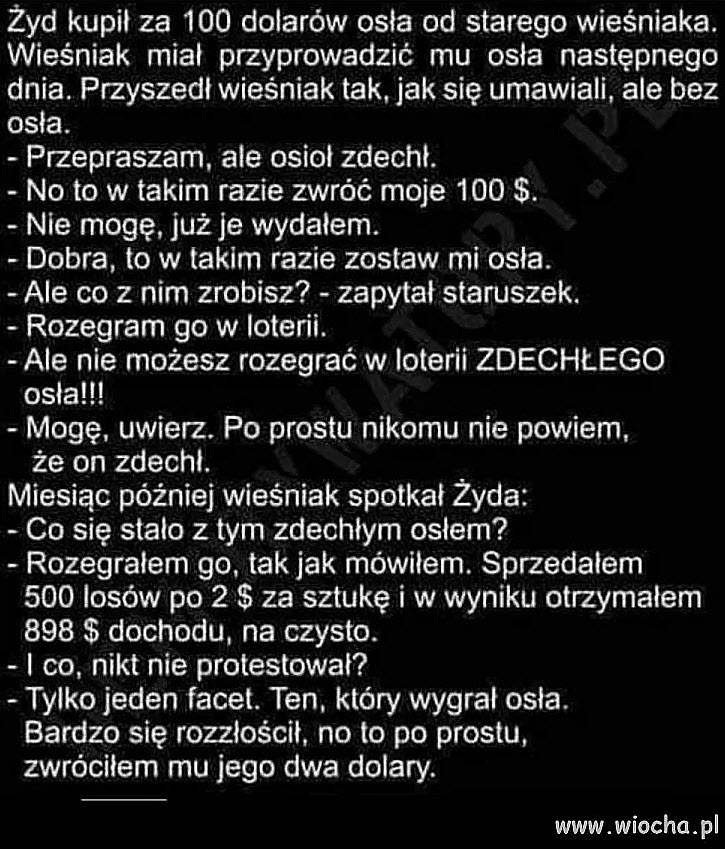 Żyd kupił za 100 dolarów osła od starego wieśniaka.
Wieśniak miał przyprowadzić mu osła następnego
dnia. Przyszedł wieśniak tak, jak się umawiali, ale bez
osła.
- Przepraszam, ale osioł zdechł.
- No to w takim razie zwróć moje 100 $.
- Nie mogę, już je wydałem.
- Dobra, to w takim razie zostaw mi osła.
- Ale co z nim zrobisz? - zapytał staruszek.
- Rozegram go w loterii.
- Ale nie możesz rozegrać w loterii ZDECHŁEGO
osła!!!
- Mogę, uwierz. Po prostu nikomu nie powiem,
że on zdechł.
Miesiąc później wieśniak spotkał Żyda:
- Co się stało z tym zdechłym osłem?
- Rozegrałem go, tak jak mówiłem. Sprzedałem
500 losów po 2 $ za sztukę i w wyniku otrzymałem
898 $ dochodu, na czysto.
- I co, nikt nie protestował?
- Tylko jeden facet. Ten, który wygrał osła.
Bardzo się rozzłościł, no to po prostu,
zwróciłem mu jego dwa dolary.
www.wiocha.pl